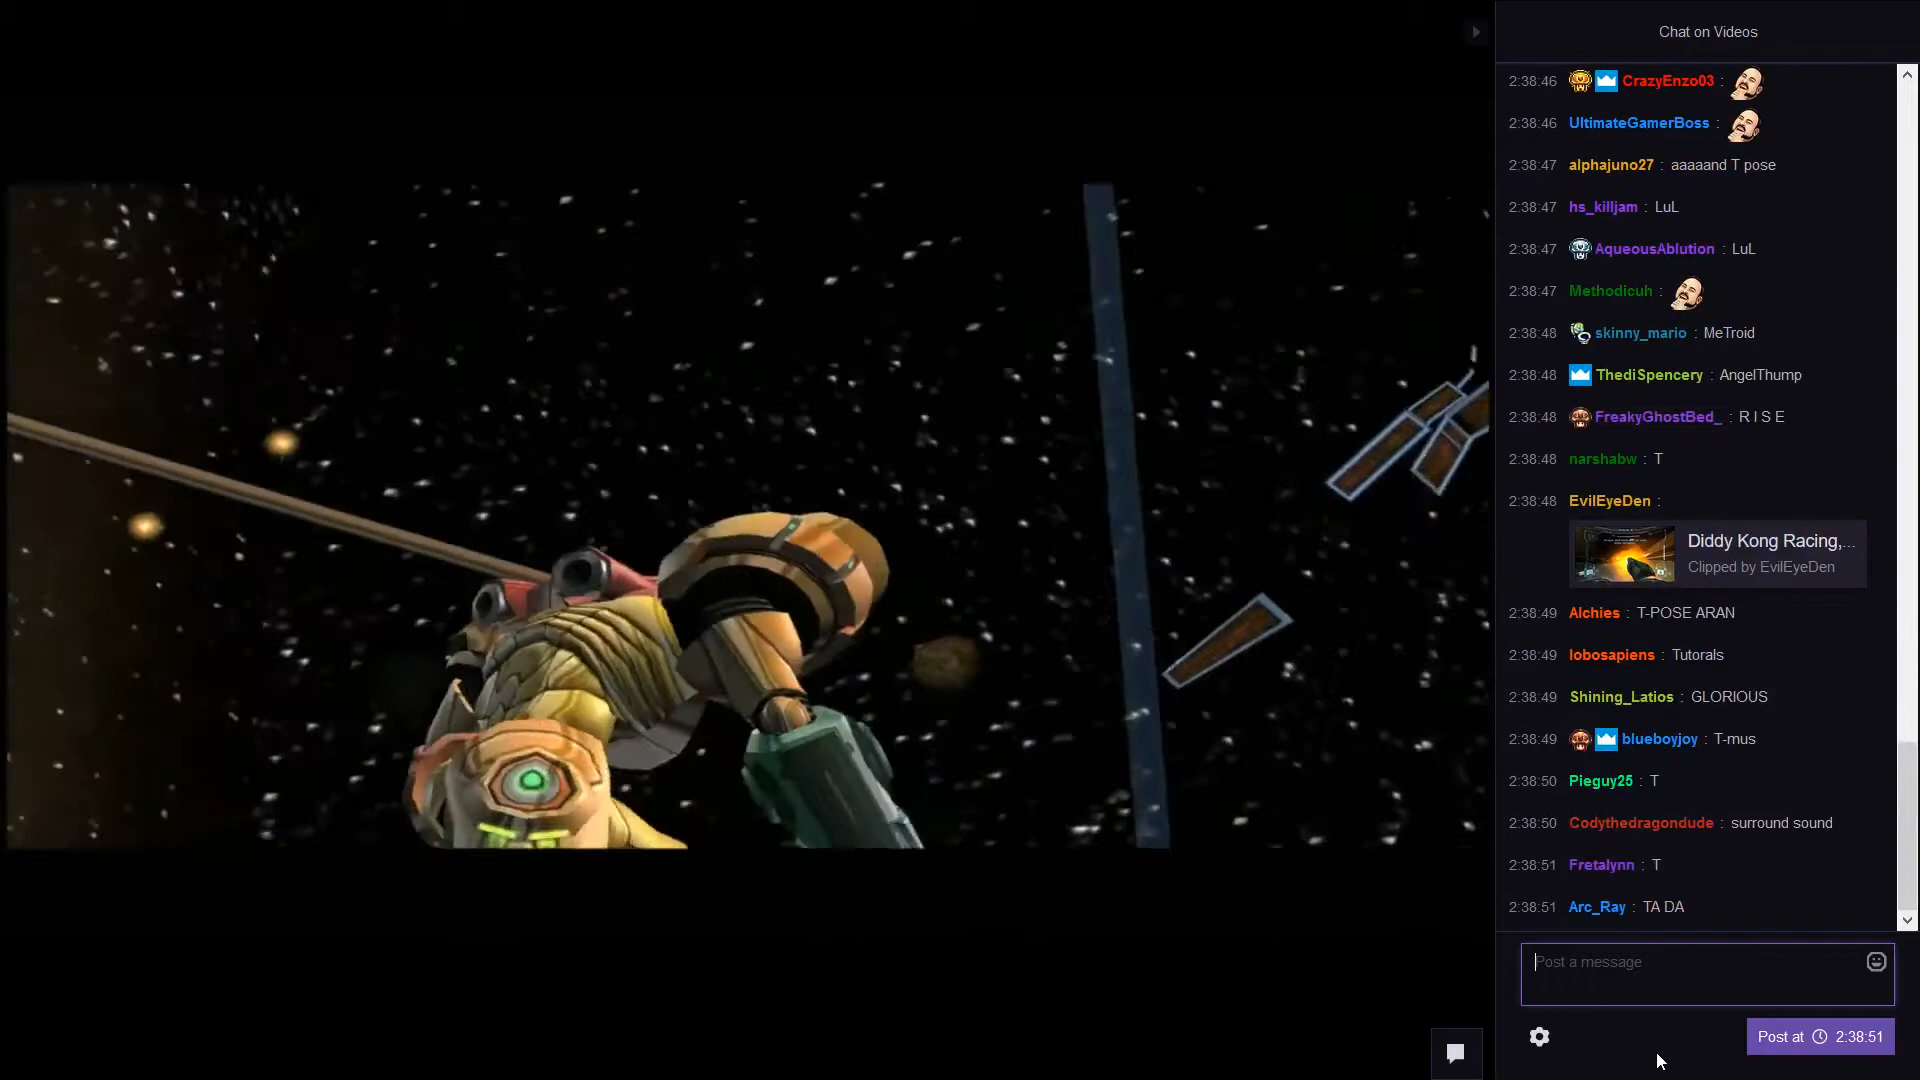 Chat on Videos
2:38:46 CrazyEnzo03 :
2:38:46 UltimateGamerBoss :
2:38:47 alphajuno27 : aaaaand T pose
2:38:47 hs_killjam : LuL
2:38:47 AqueousAblution : LuL
2:38:47 Methodicuh :
2:38:48 skinny_mario : MeTroid
2:38:48 ThediSpencery : AngelThump
2:38:48 FreakyGhostBed_ : R I S E
2:38:48 narshabw : T
2:38:48 EvilEyeDen :
Diddy Kong Racing,...
Clipped by EvilEyeDen
2:38:49 Alchies : T-POSE ARAN
2:38:49 lobosapiens : Tutorals
2:38:49 Shining_Latios : GLORIOUS
2:38:49 blueboyjoy : T-mus
2:38:50 Pieguy25 : T
2:38:50 Codythedragondude : surround sound
2:38:51 Fretalynn : T
2:38:51 Arc_Ray : TA DA
Post a message
Post at 2:38:51